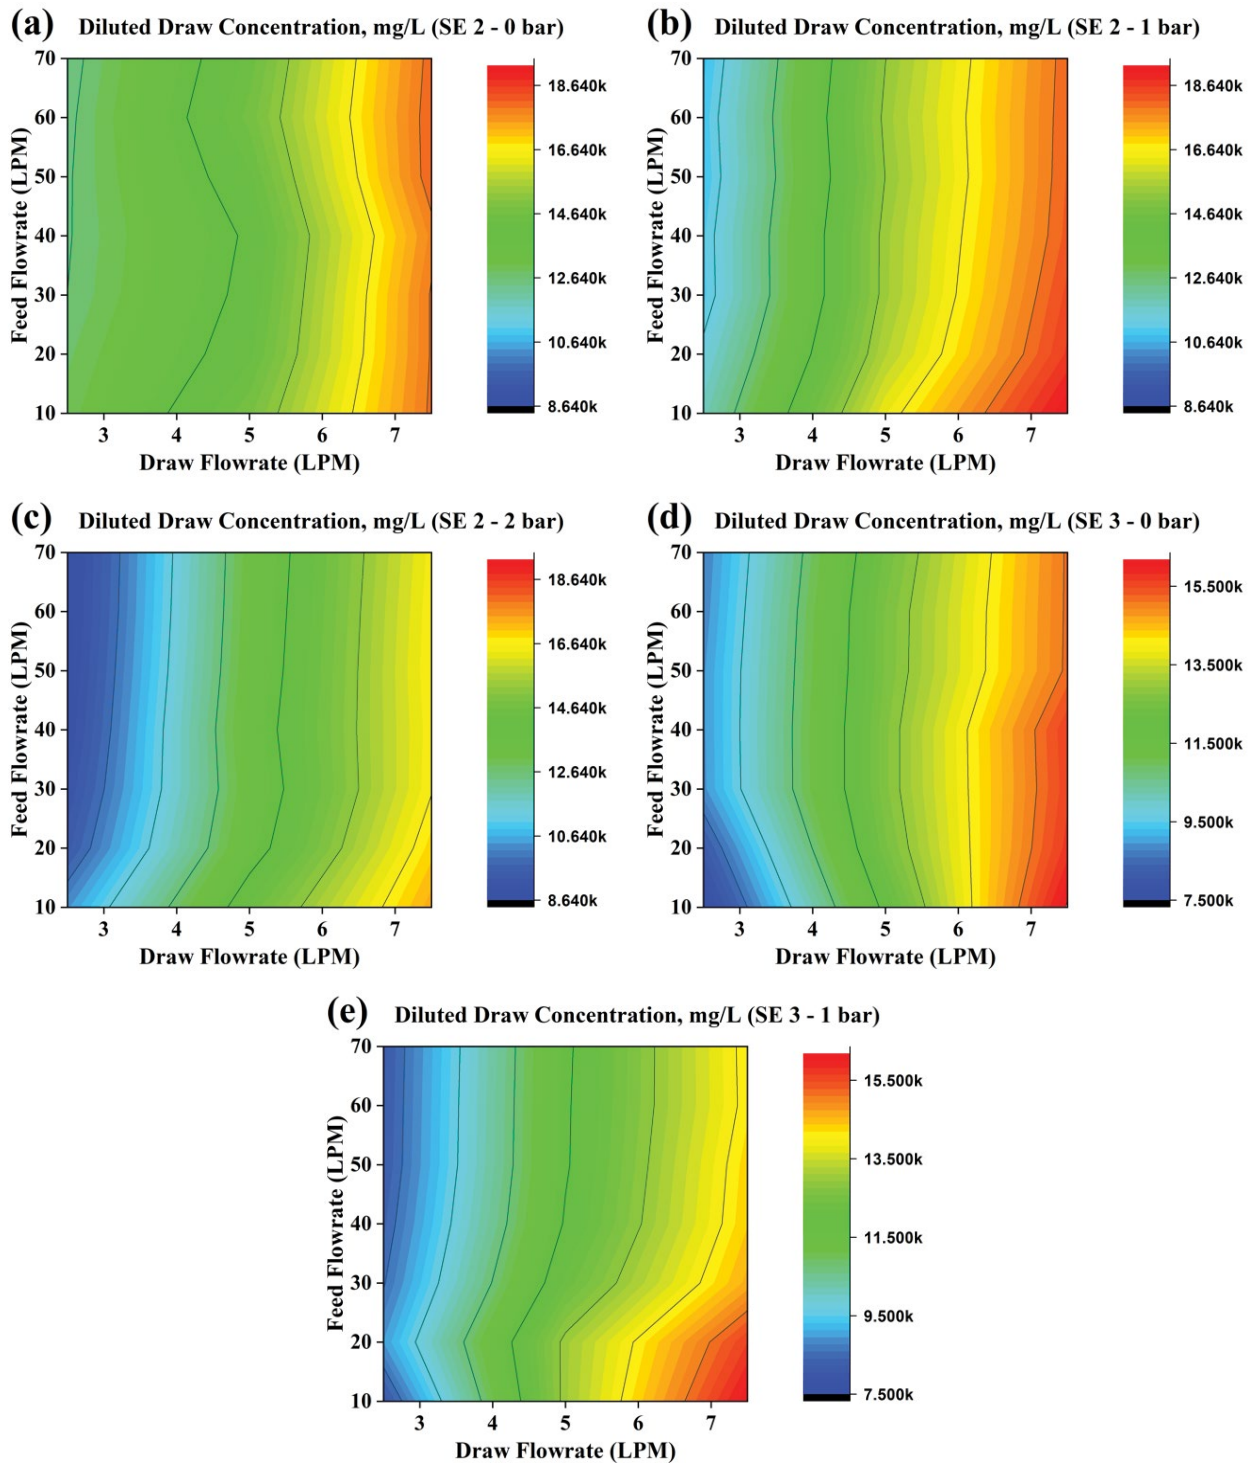 (a) Diluted Draw Concentration, mg/L (SE 2 - 0 bar)
70
60
50
40
30
20
10
Feed Flowrate (LPM)
3 4 5 6 7
Draw Flowrate (LPM)
18.640k
16.640k
14.640k
12.640k
10.640k
8.640k
(b) Diluted Draw Concentration, mg/L (SE 2 - 1 bar)
70
60
50
40
30
20
10
Feed Flowrate (LPM)
3 4 5 6 7
Draw Flowrate (LPM)
18.640k
16.640k
14.640k
12.640k
10.640k
8.640k
(c) Diluted Draw Concentration, mg/L (SE 2 - 2 bar)
70
60
50
40
30
20
10
Feed Flowrate (LPM)
3 4 5 6 7
Draw Flowrate (LPM)
18.640k
16.640k
14.640k
12.640k
10.640k
8.640k
(d) Diluted Draw Concentration, mg/L (SE 3 - 0 bar)
70
60
50
40
30
20
10
Feed Flowrate (LPM)
3 4 5 6 7
Draw Flowrate (LPM)
15.500k
13.500k
11.500k
9.500k
7.500k
(e) Diluted Draw Concentration, mg/L (SE 3 - 1 bar)
70
60
50
40
30
20
10
Feed Flowrate (LPM)
3 4 5 6 7
Draw Flowrate (LPM)
15.500k
13.500k
11.500k
9.500k
7.500k